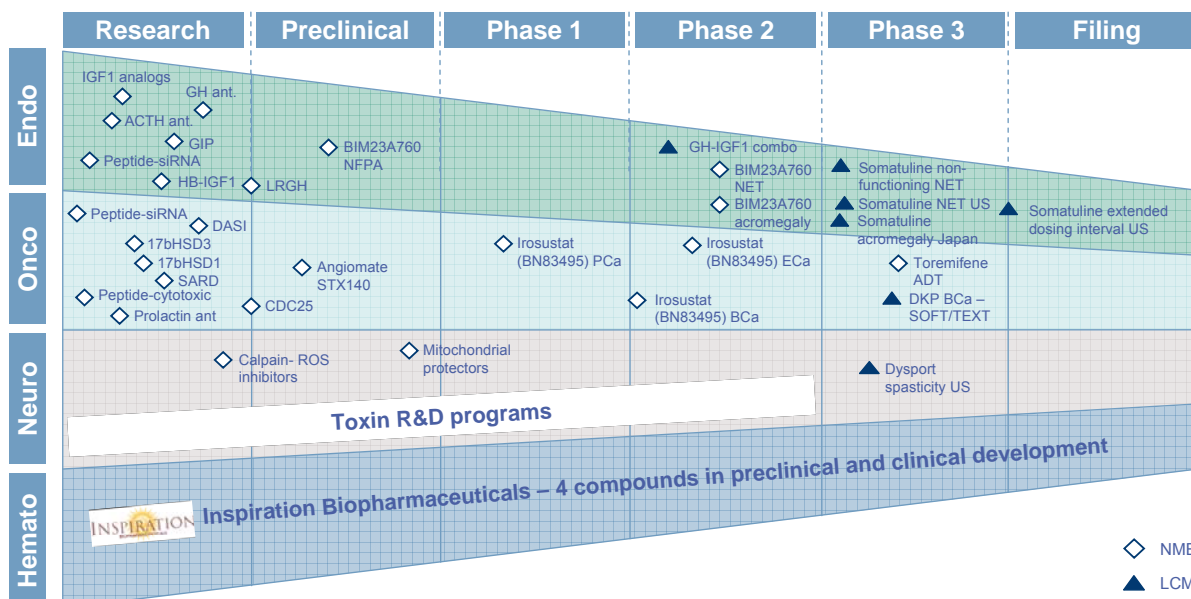 Research
Preclinical
Phase 1
Phase 2
Phase 3
Filing
Endo
IGF1 analogs
GH ant.
ACTH ant.
GIP
Peptide-siRNA
HB-IGF1
LRGH
BIM23A760
NFPA
GH-IGF1 combo
BIM23A760
NET
BIM23A760
acromegaly
Somatuline non-
functioning NET
Somatuline NET US
Somatuline
acromegaly Japan
Somatuline extended
dosing interval US
Onco
Peptide-siRNA
DASI
17bHSD3
17bHSD1
SARD
Peptide-cytotoxic
Prolactin ant
CDC25
Angiomate
STX140
Irosustat
(BN83495) PCa
Irosustat
(BN83495) ECa
Irosustat
(BN83495) BCa
Toremifene
ADT
DKP BCa –
SOFT/TEXT
Neuro
Calpain- ROS
inhibitors
Mitochondrial
protectors
Dysport
spasticity US
Toxin R&D programs
Hemato
INSPIRATION
Inspiration Biopharmaceuticals – 4 compounds in preclinical and clinical development
NME
LCM